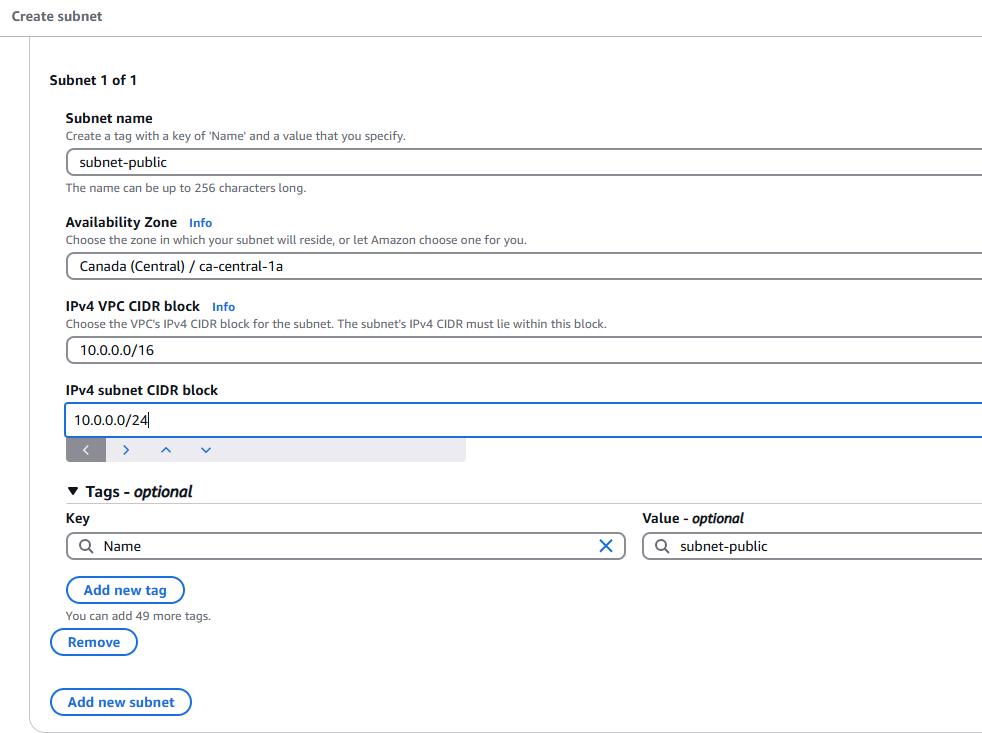 Create subnet
Subnet 1 of 1
Subnet name
Create a tag with a key of 'Name' and a value that you specify.
subnet-public
The name can be up to 256 characters long.
Availability Zone Info
Choose the zone in which your subnet will reside, or let Amazon choose one for you.
Canada (Central) / ca-central-1a
IPv4 VPC CIDR block Info
Choose the VPC's IPv4 CIDR block for the subnet. The subnet's IPv4 CIDR must lie within this block.
10.0.0.0/16
IPv4 subnet CIDR block
10.0.0.0/24
Tags - optional
Key Value - optional
Name subnet-public
Add new tag
You can add 49 more tags.
Remove
Add new subnet